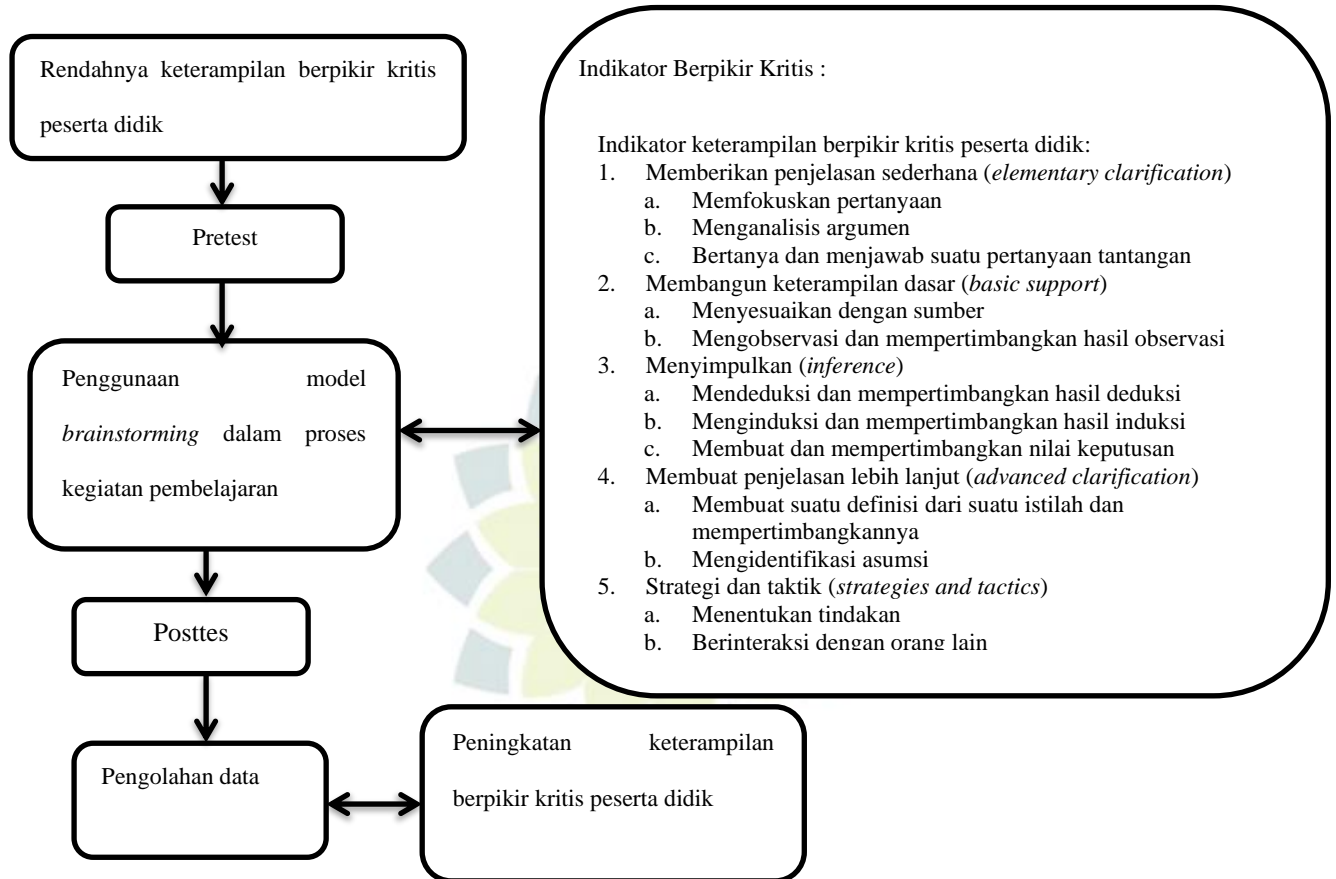 Rendahnya keterampilan berpikir kritis
peserta didik
Pretest
Penggunaan model
brainstorming dalam proses
kegiatan pembelajaran
Posttes
Pengolahan data
Peningkatan keterampilan
berpikir kritis peserta didik
Indikator Berpikir Kritis :
Indikator keterampilan berpikir kritis peserta didik:
1. Memberikan penjelasan sederhana (elementary clarification)
a. Memfokuskan pertanyaan
b. Menganalisis argumen
c. Bertanya dan menjawab suatu pertanyaan tantangan
2. Membangun keterampilan dasar (basic support)
a. Menyesuaikan dengan sumber
b. Mengobservasi dan mempertimbangkan hasil observasi
3. Menyimpulkan (inference)
a. Mendeduksi dan mempertimbangkan hasil deduksi
b. Menginduksi dan mempertimbangkan hasil induksi
c. Membuat dan mempertimbangkan nilai keputusan
4. Membuat penjelasan lebih lanjut (advanced clarification)
a. Membuat suatu definisi dari suatu istilah dan
mempertimbangkannya
b. Mengidentifikasi asumsi
5. Strategi dan taktik (strategies and tactics)
a. Menentukan tindakan
b. Berinteraksi dengan orang lain